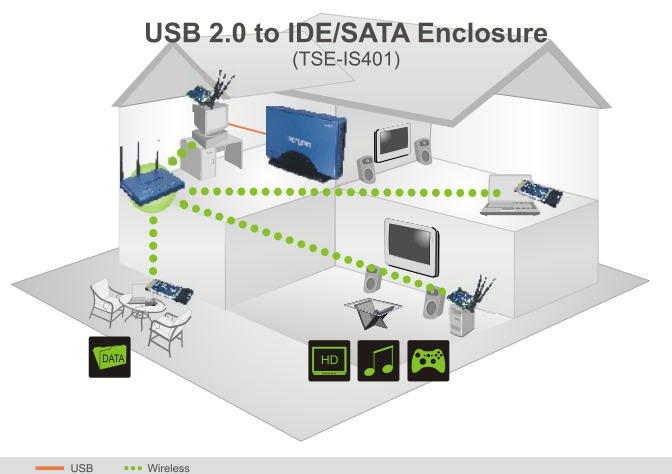 USB 2.0 to IDE/SATA Enclosure
(TSE-IS401)
DATA
HD
USB
Wireless